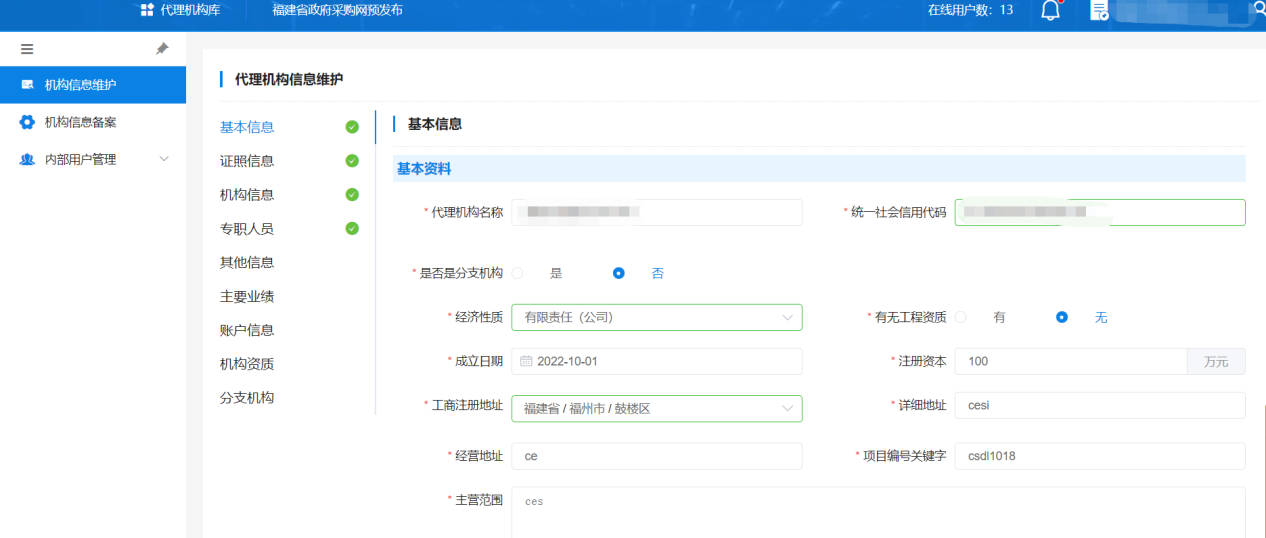 代理机构库 福建省政府采购网预发布 在线用户数：13
机构信息维护
机构信息备案
内部用户管理
代理机构信息维护
基本信息
证照信息
机构信息
专职人员
其他信息
主要业绩
账户信息
机构资质
分支机构
基本信息
基本资料
*代理机构名称 *统一社会信用代码
*是否是分支机构 是 否
*经济性质 有限责任（公司） *有无工程资质 有 无
*成立日期 2022-10-01 *注册资本 100 万元
*工商注册地址 福建省 / 福州市 / 鼓楼区 *详细地址 cesi
*经营地址 ce *项目编号关键字 csdl1018
*主营范围 ces